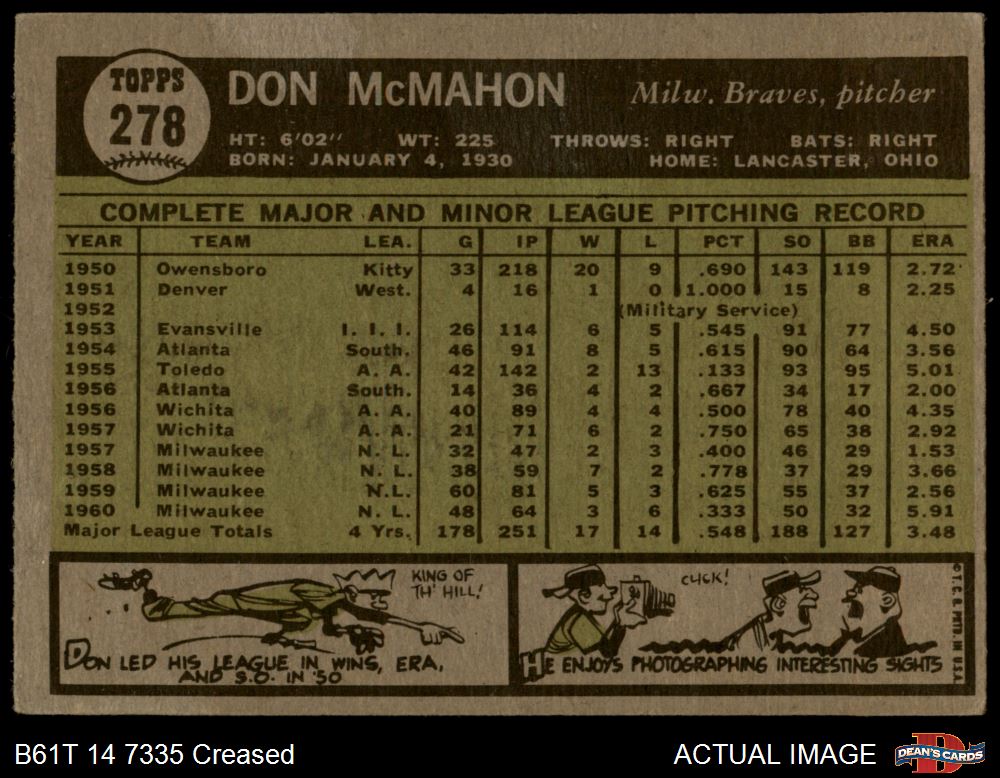 TOPPS
278
DON McMAHON
Milw. Braves, pitcher
HT: 6'02" WT: 225 THROWS: RIGHT BATS: RIGHT
BORN: JANUARY 4, 1930 HOME: LANCASTER, OHIO
COMPLETE MAJOR AND MINOR LEAGUE PITCHING RECORD
YEAR TEAM LEA. G IP W L PCT SO BB ERA
1950 Owensboro Kitty 33 218 20 9 .690 143 119 2.72
1951 Denver West. 4 16 1 0 1.000 15 8 2.25
1952 (Military Service)
1953 Evansville I. I. I. 26 114 6 5 .545 91 77 4.50
1954 Atlanta South. 46 91 8 5 .615 90 64 3.56
1955 Toledo A. A. 42 142 2 13 .133 93 95 5.01
1956 Atlanta South. 14 36 4 2 .667 34 17 2.00
1956 Wichita A. A. 40 89 4 4 .500 78 40 4.35
1957 Wichita A. A. 21 71 6 2 .750 65 38 2.92
1957 Milwaukee N. L. 32 47 2 3 .400 46 29 1.53
1958 Milwaukee N. L. 38 59 7 2 .778 37 29 3.66
1959 Milwaukee N.L. 60 81 5 3 .625 55 37 2.56
1960 Milwaukee N. L. 48 64 3 6 .333 50 32 5.91
Major League Totals 4 Yrs. 178 251 17 14 .548 188 127 3.48
KING OF
TH' HILL!
DON LED HIS LEAGUE IN WINS, ERA,
AND S.O. IN '50
CLICK!
HE ENJOYS PHOTOGRAPHING INTERESTING SIGHTS
© T. C. G. PRTD. IN U.S.A.
B61T 14 7335 Creased
ACTUAL IMAGE
DEAN'S CARDS